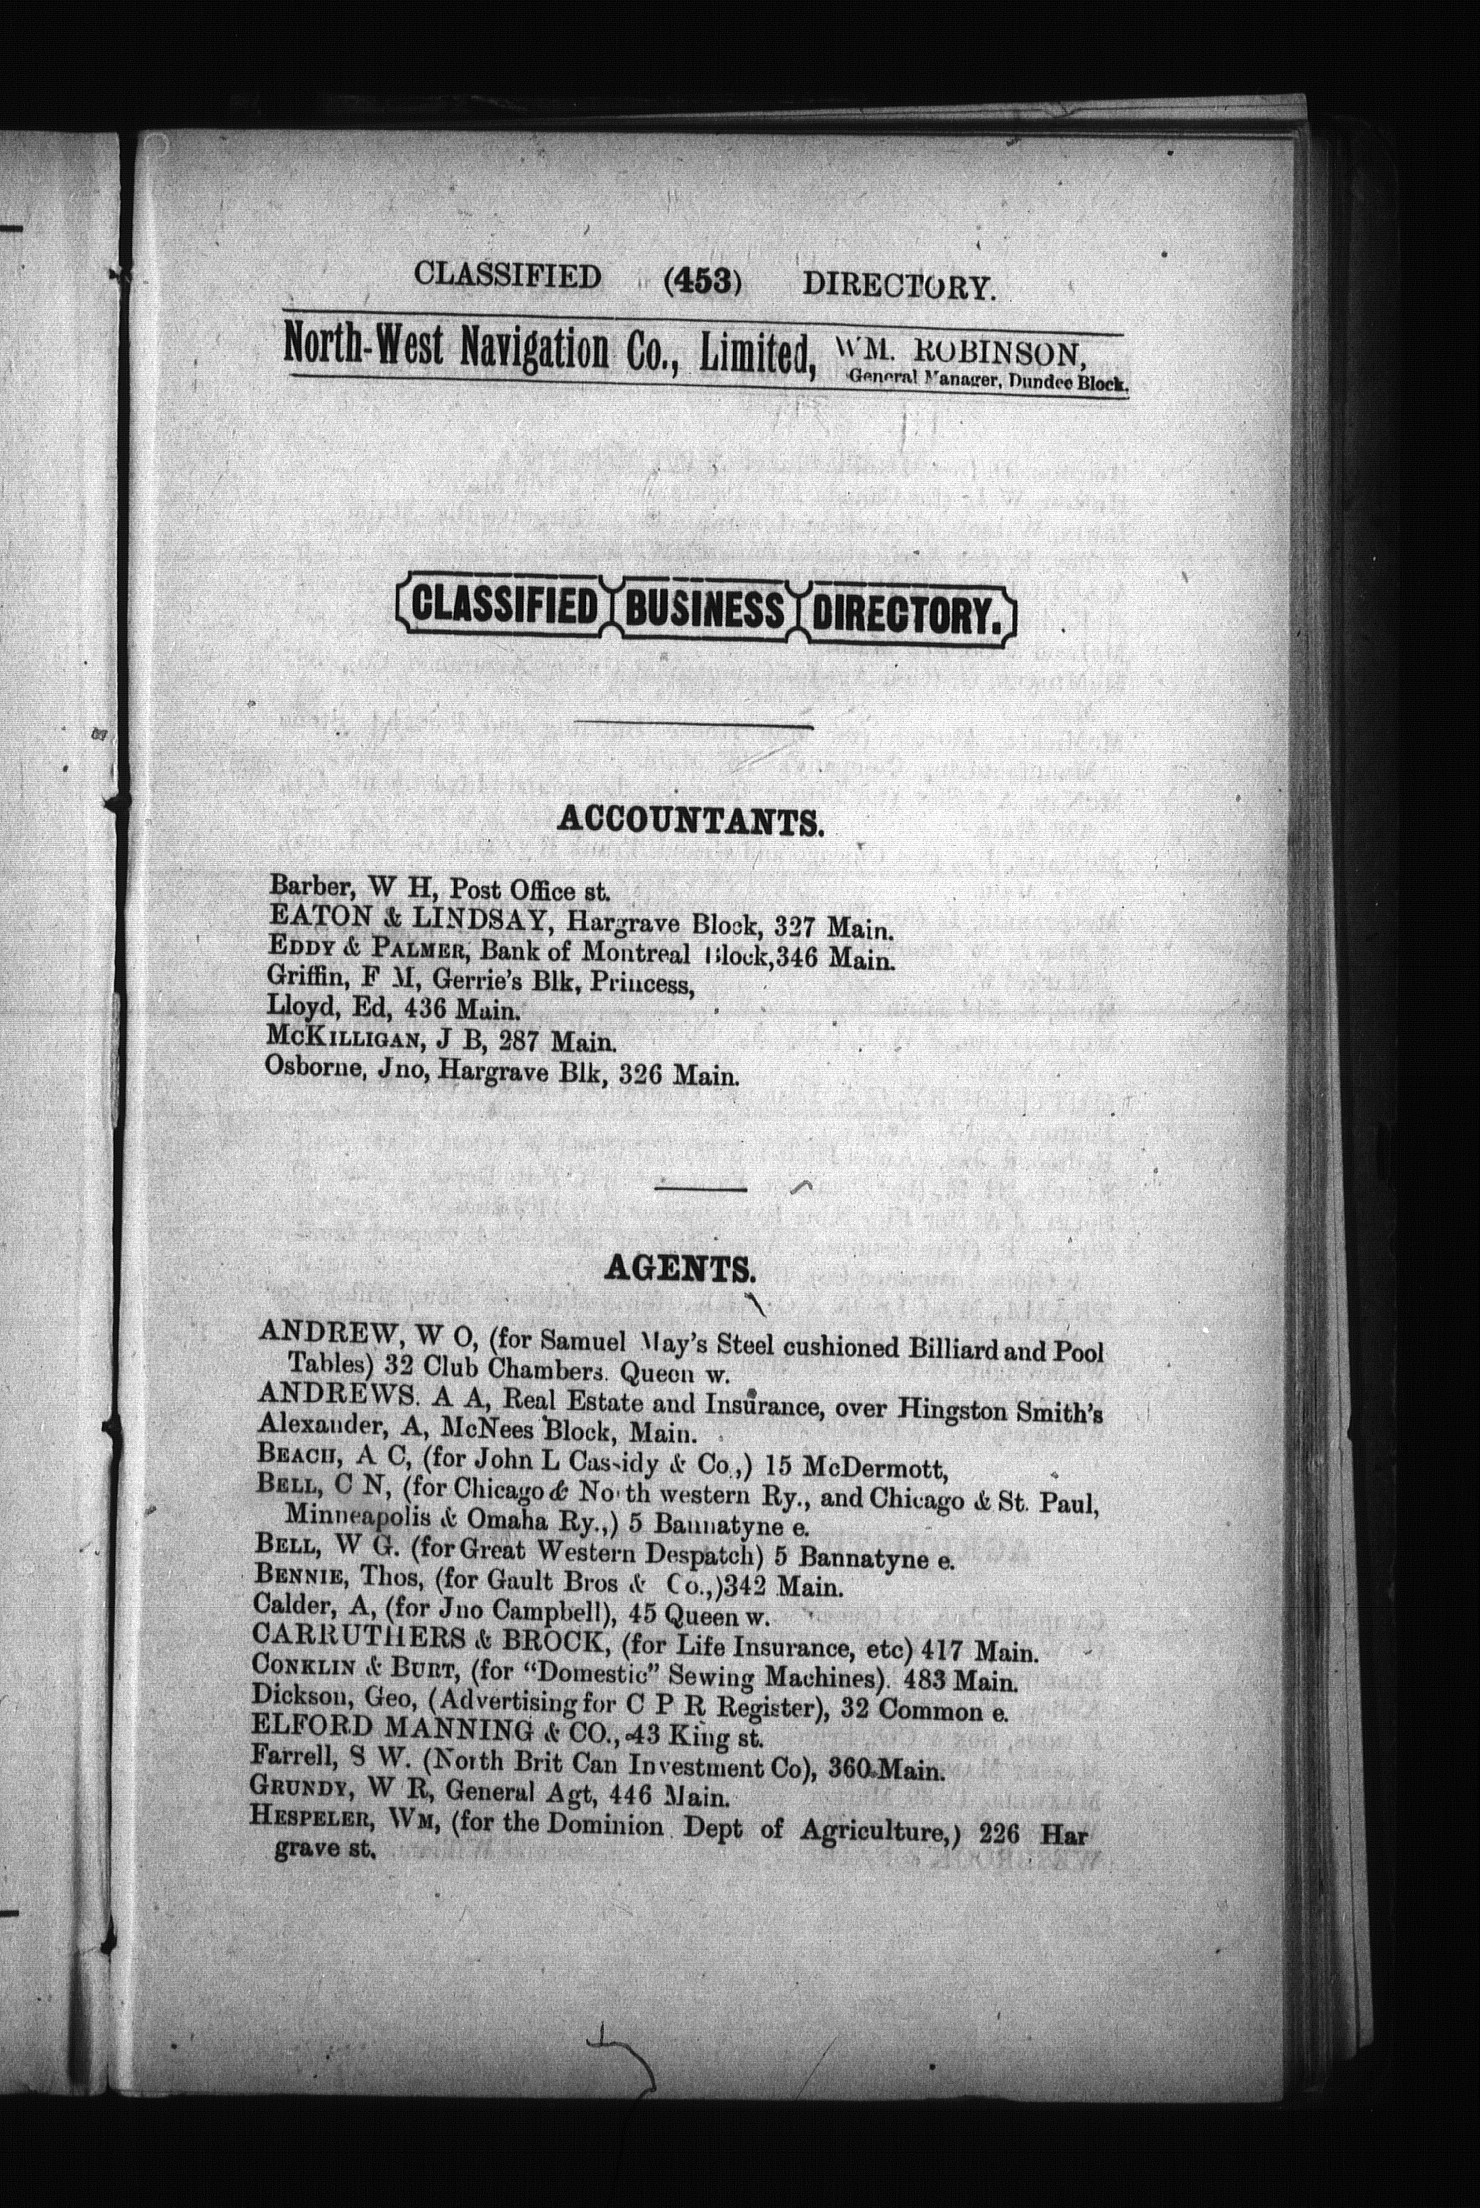 CLASSIFIED (453) DIRECTORY.
North-West Navigation Co., Limited, WM. ROBINSON,
General Manager, Dundee Block.
CLASSIFIED BUSINESS DIRECTORY.
ACCOUNTANTS.
Barber, W H, Post Office st.
EATON & LINDSAY, Hargrave Block, 327 Main.
EDDY & PALMER, Bank of Montreal Block,346 Main.
Griffin, F M, Gerrie's Blk, Princess,
Lloyd, Ed, 436 Main.
MCKILLIGAN, J B, 287 Main.
Osborne, Jno, Hargrave Blk, 326 Main.
AGENTS.
ANDREW, W O, (for Samuel May's Steel cushioned Billiard and Pool
Tables) 32 Club Chambers. Queen w.
ANDREWS. A A, Real Estate and Insurance, over Hingston Smith's
Alexander, A, McNees Block, Main.
BEACH, A C, (for John L Cassidy & Co.,) 15 McDermott,
BELL, C N, (for Chicago & North western Ry., and Chicago & St. Paul,
Minneapolis & Omaha Ry.,) 5 Bannatyne e.
BELL, W G. (for Great Western Despatch) 5 Bannatyne e.
BENNIE, Thos, (for Gault Bros & Co.,)342 Main.
Calder, A, (for Jno Campbell), 45 Queen w.
CARRUTHERS & BROCK, (for Life Insurance, etc) 417 Main.
CONKLIN & BURT, (for "Domestic" Sewing Machines). 483 Main.
Dickson, Geo, (Advertising for C P R Register), 32 Common e.
ELFORD MANNING & CO., 43 King st.
Farrell, S W. (North Brit Can Investment Co), 360 Main.
GRUNDY, W R, General Agt, 446 Main.
HESPELER, WM, (for the Dominion Dept of Agriculture,) 226 Har
grave st.